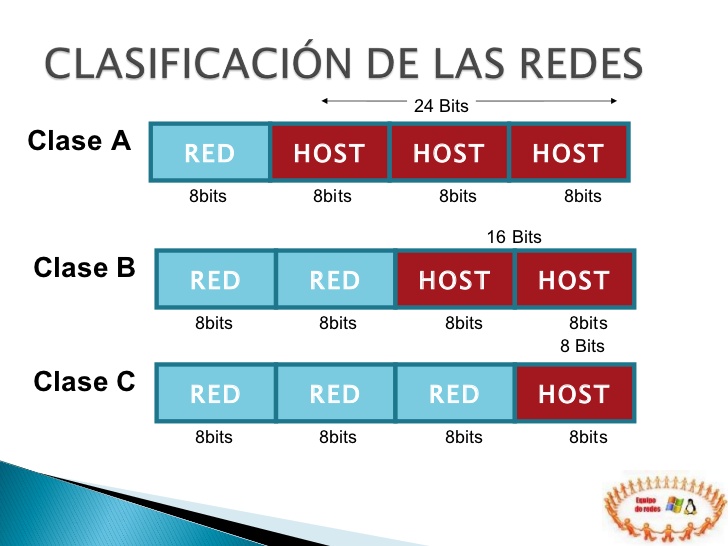 CLASIFICACIÓN DE LAS REDES
24 Bits
Clase A
RED HOST HOST HOST
8bits 8bits 8bits 8bits
16 Bits
Clase B
RED RED HOST HOST
8bits 8bits 8bits 8bits
8 Bits
Clase C
RED RED RED HOST
8bits 8bits 8bits 8bits
Equipo
de redes